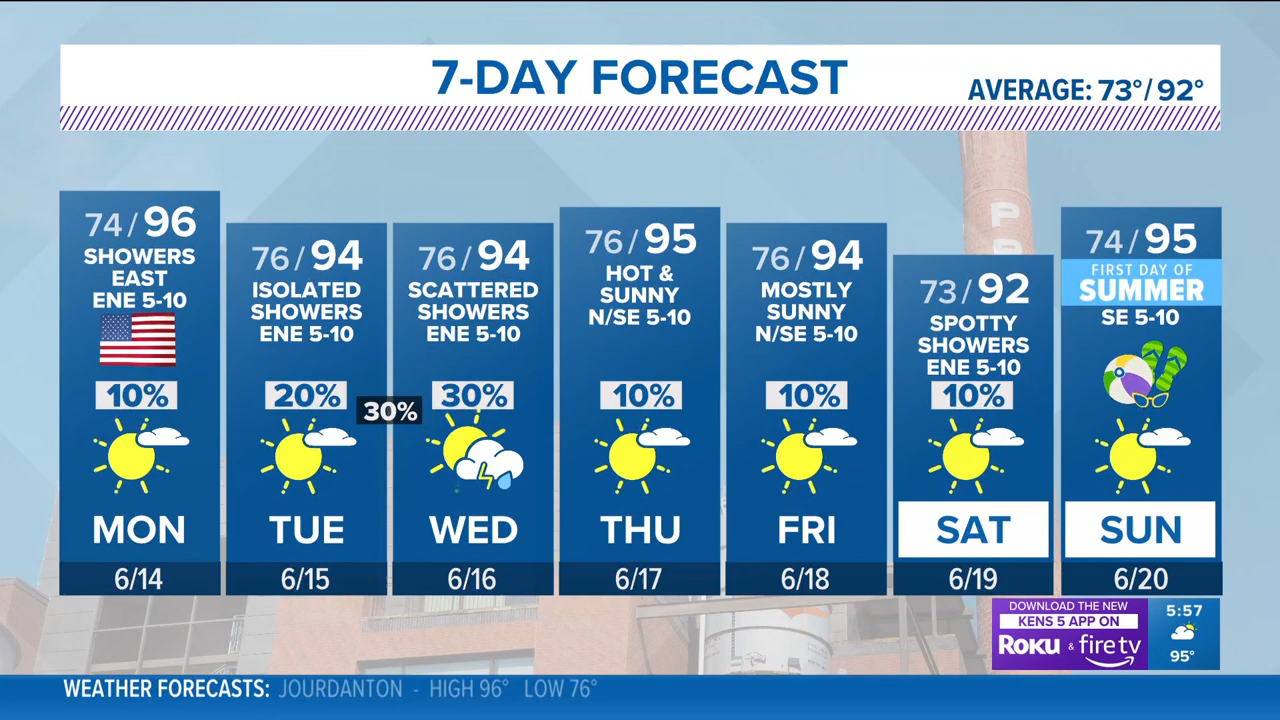 7-DAY FORECAST
AVERAGE: 73°/92°
74/96
SHOWERS
EAST
ENE 5-10
10%
MON
6/14
76/94
ISOLATED
SHOWERS
ENE 5-10
20%
TUE
6/15
30%
76/94
SCATTERED
SHOWERS
ENE 5-10
30%
WED
6/16
76/95
HOT &
SUNNY
N/SE 5-10
10%
THU
6/17
76/94
MOSTLY
SUNNY
N/SE 5-10
10%
FRI
6/18
73/92
SPOTTY
SHOWERS
ENE 5-10
10%
SAT
6/19
74/95
FIRST DAY OF
SUMMER
SE 5-10
SUN
6/20
P
DOWNLOAD THE NEW
KENS 5 APP ON
Roku & firetv
5:57
95°
WEATHER FORECASTS: JOURDANTON - HIGH 96° LOW 76°